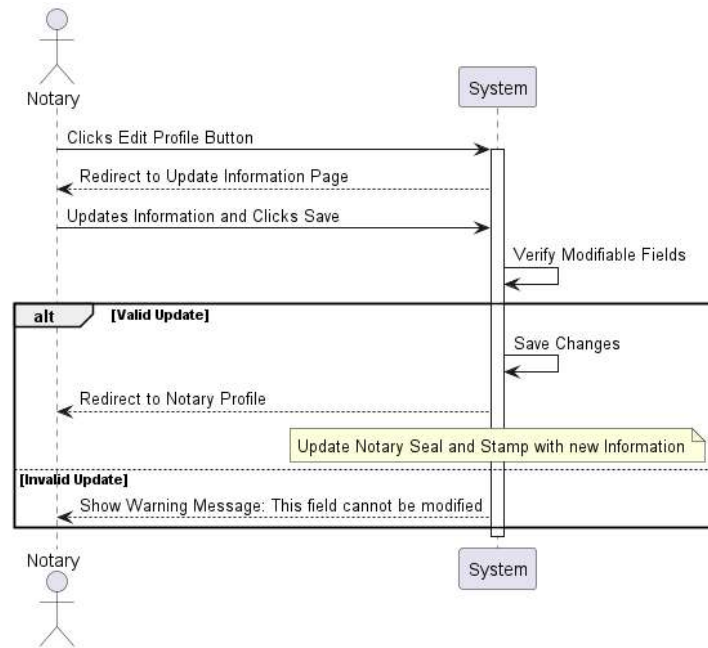 Notary
System
Clicks Edit Profile Button
Redirect to Update Information Page
Updates Information and Clicks Save
Verify Modifiable Fields
alt
[Valid Update]
Save Changes
Redirect to Notary Profile
Update Notary Seal and Stamp with new Information
[Invalid Update]
Show Warning Message: This field cannot be modified
Notary
System